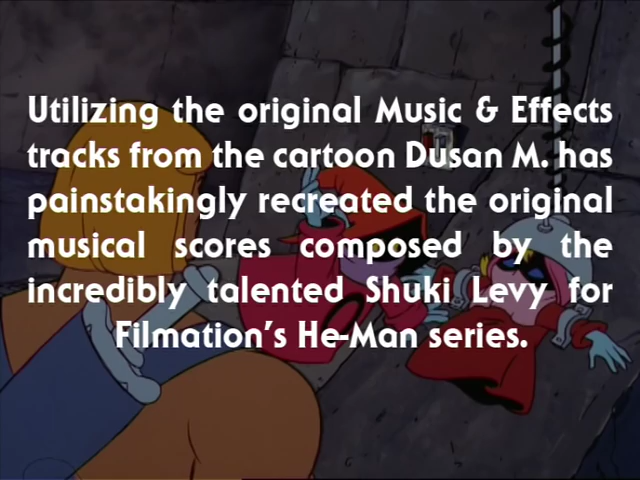 Utilizing the original Music & Effects
tracks from the cartoon Dusan M. has
painstakingly recreated the original
musical scores composed by the
incredibly talented Shuki Levy for
Filmation's He-Man series.